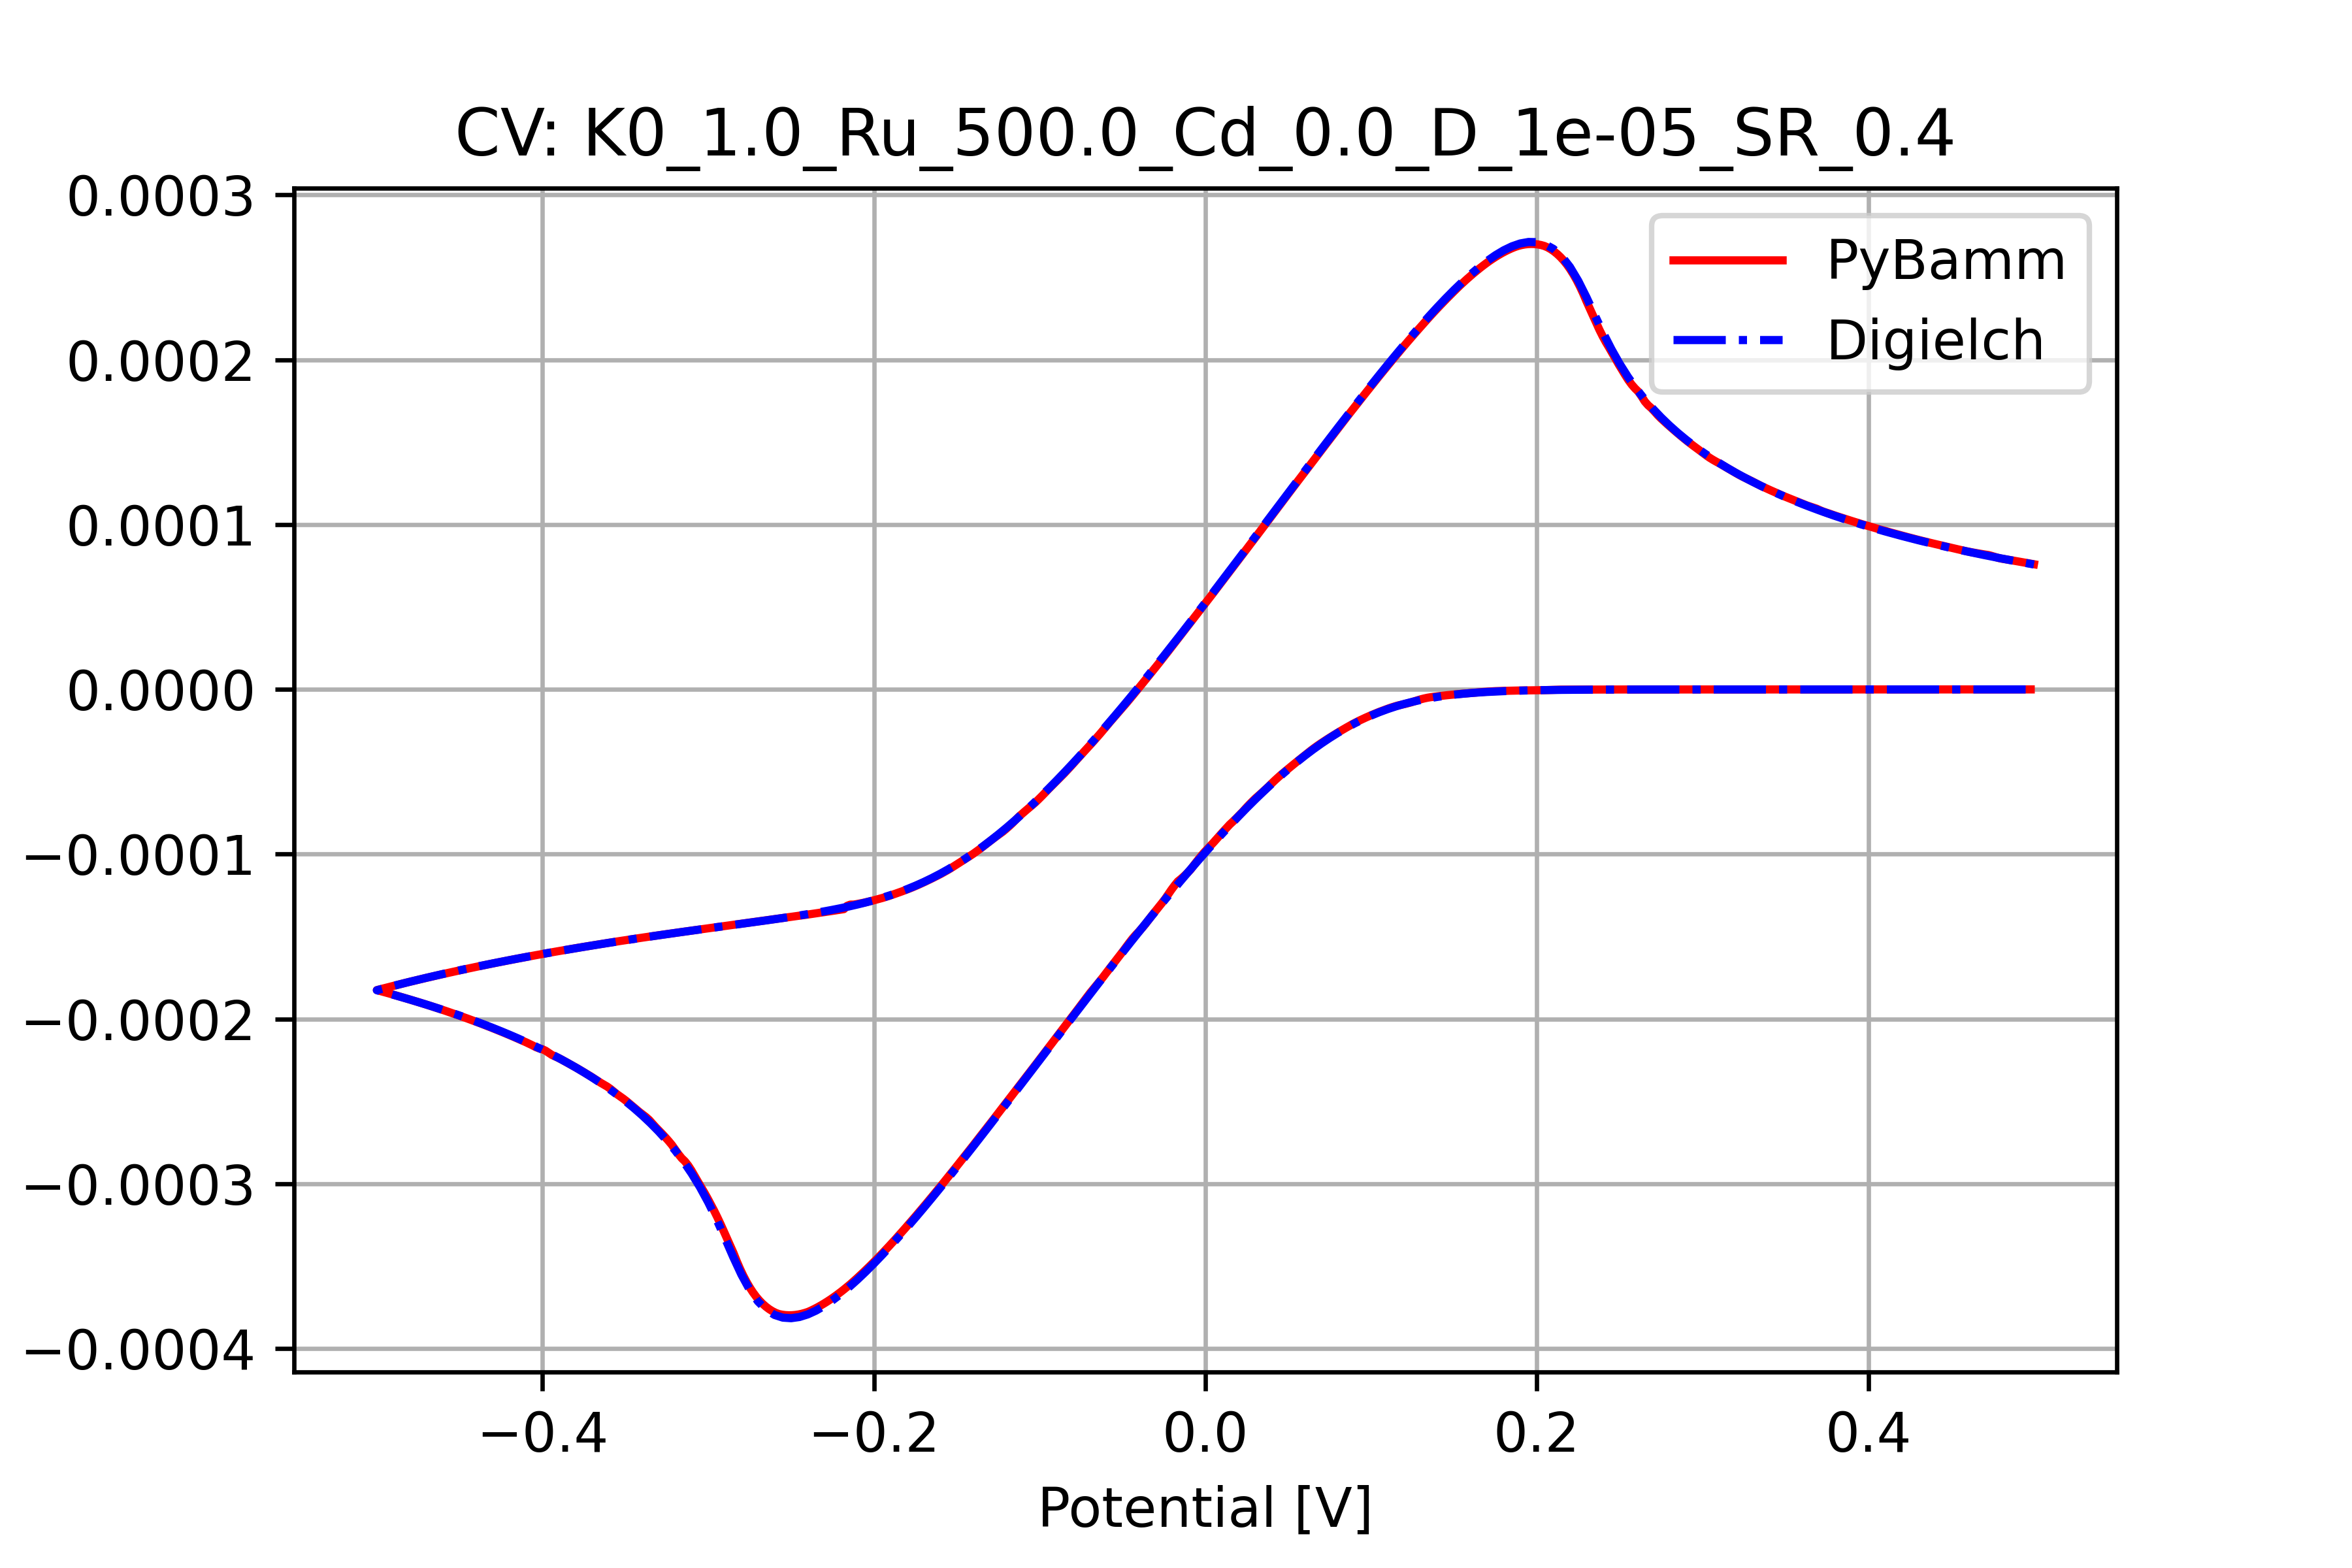 CV: K0_1.0_Ru_500.0_Cd_0.0_D_1e-05_SR_0.4
0.0003
0.0002
0.0001
0.0000
−0.0001
−0.0002
−0.0003
−0.0004
PyBamm
Digielch
−0.4 −0.2 0.0 0.2 0.4
Potential [V]